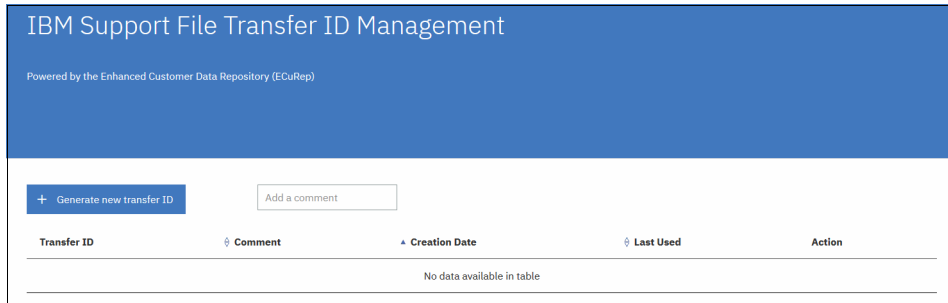 IBM Support File Transfer ID Management
Powered by the Enhanced Customer Data Repository (ECuRep)
+ Generate new transfer ID Add a comment
Transfer ID Comment Creation Date Last Used Action
No data available in table